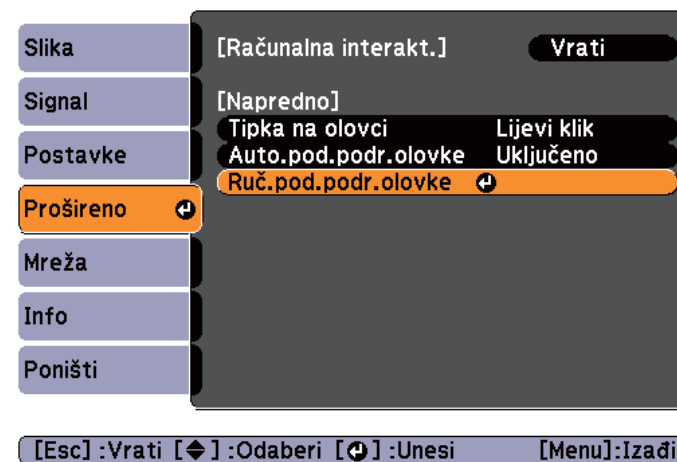 Slika
Signal
Postavke
Prošireno
Mreža
Info
Poništi
[Računalna interakt.] Vrati
[Napredno]
Tipka na olovci Lijevi klik
Auto.pod.podr.olovke Uključeno
Ruč.pod.podr.olovke
[Esc] :Vrati [◆] :Odaberi [⏎] :Unesi [Menu]:Izađi